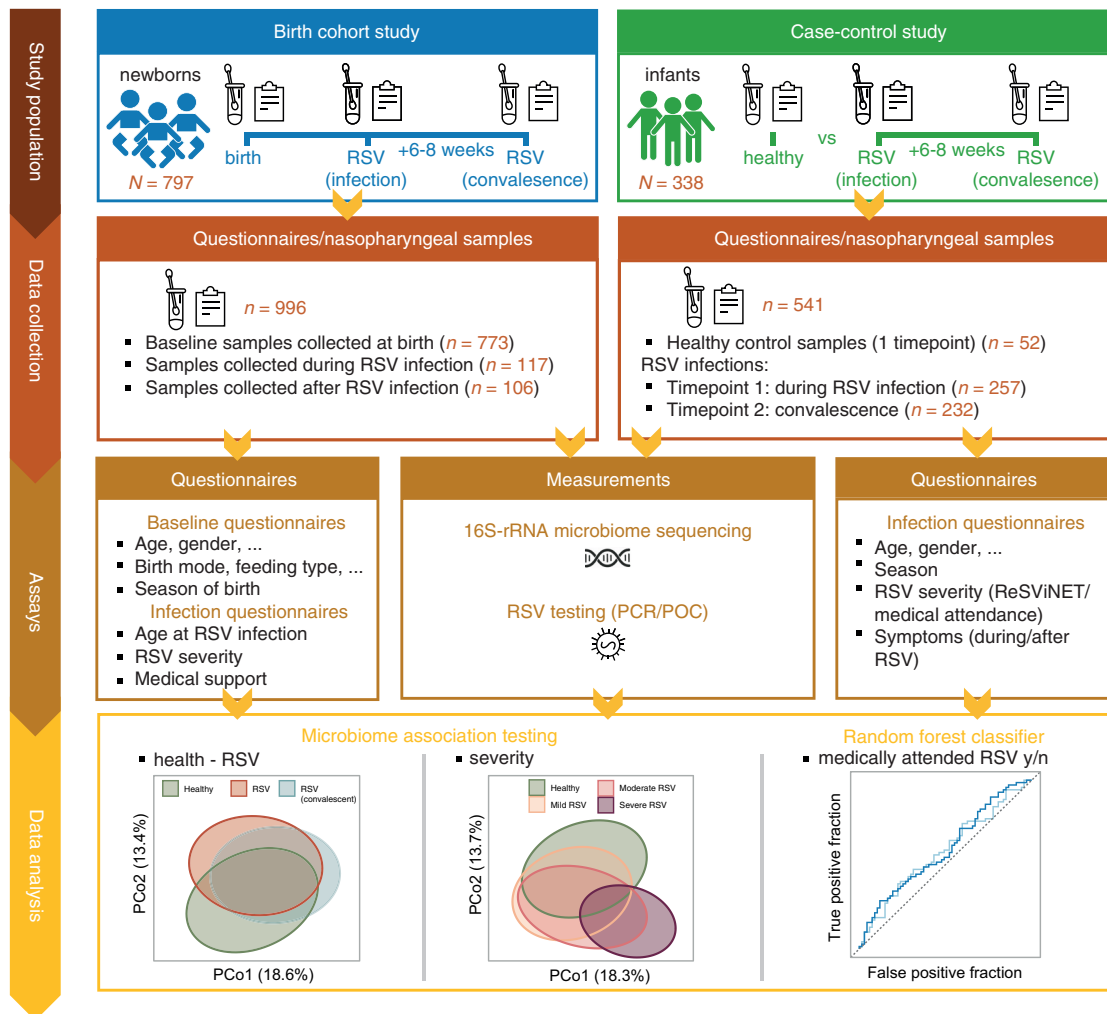 Study population
Birth cohort study
newborns
N = 797
birth
RSV
(infection)
+6-8 weeks
RSV
(convalesence)
Case-control study
infants
N = 338
healthy
vs
RSV
(infection)
+6-8 weeks
RSV
(convalesence)
Data collection
Questionnaires/nasopharyngeal samples
n = 996
▪ Baseline samples collected at birth (n = 773)
▪ Samples collected during RSV infection (n = 117)
▪ Samples collected after RSV infection (n = 106)
Questionnaires/nasopharyngeal samples
n = 541
▪ Healthy control samples (1 timepoint) (n = 52)
RSV infections:
▪ Timepoint 1: during RSV infection (n = 257)
▪ Timepoint 2: convalescence (n = 232)
Assays
Questionnaires
Baseline questionnaires
▪ Age, gender, ...
▪ Birth mode, feeding type, ...
▪ Season of birth
Infection questionnaires
▪ Age at RSV infection
▪ RSV severity
▪ Medical support
Measurements
16S-rRNA microbiome sequencing
RSV testing (PCR/POC)
Questionnaires
Infection questionnaires
▪ Age, gender, ...
▪ Season
▪ RSV severity (ReSViNET/
medical attendance)
▪ Symptoms (during/after
RSV)
Data analysis
Microbiome association testing
▪ health - RSV
Healthy
RSV
RSV
(convalescent)
PCo2 (13.4%)
PCo1 (18.6%)
▪ severity
Healthy
Moderate RSV
Mild RSV
Severe RSV
PCo2 (13.7%)
PCo1 (18.3%)
Random forest classifier
▪ medically attended RSV y/n
True positive fraction
False positive fraction